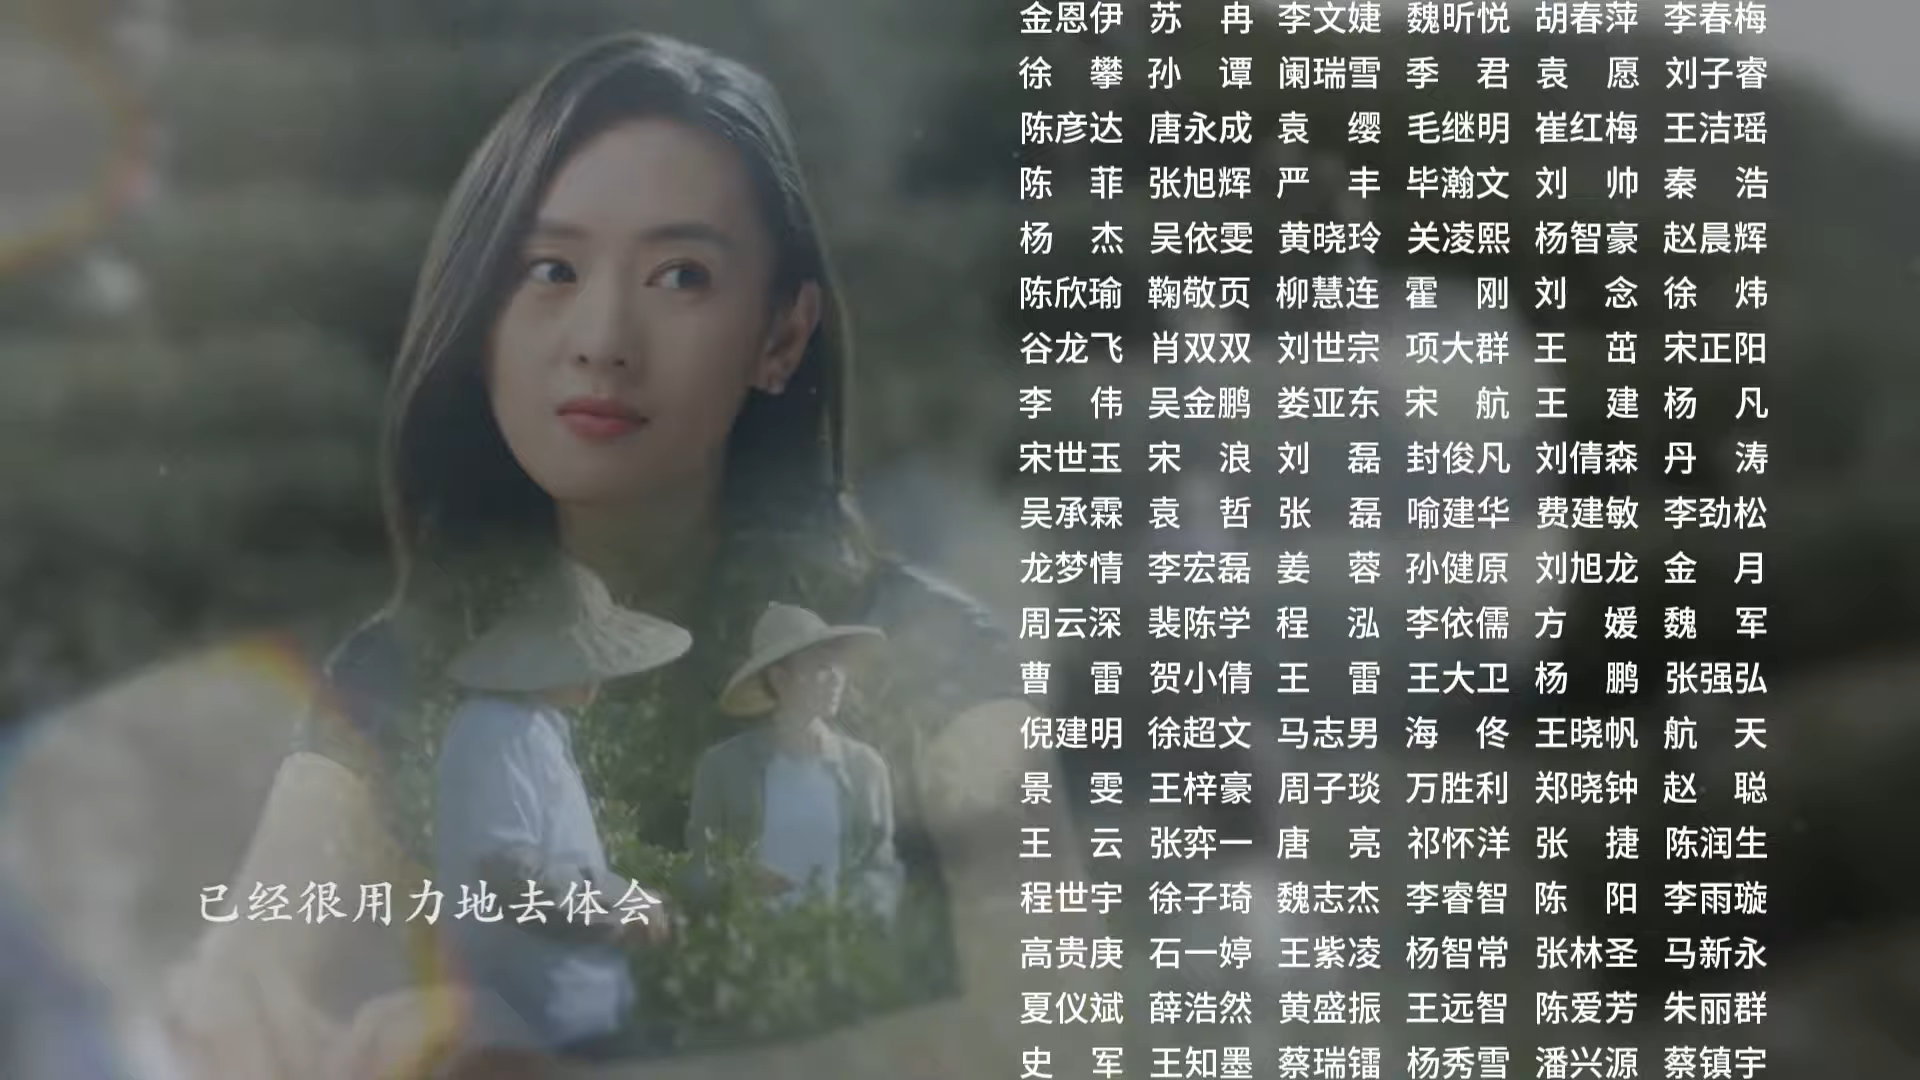 金恩伊 苏冉 李文婕 魏昕悦 胡春萍 李春梅
徐攀 孙谭 阚瑞雪 季君 袁愿 刘子睿
陈彦达 唐永成 袁缨 毛继明 崔红梅 王洁瑶
陈菲 张旭辉 严丰 毕瀚文 刘帅 秦浩
杨杰 吴依雯 黄晓玲 关凌熙 杨智豪 赵晨辉
陈欣瑜 鞠敬页 柳慧连 霍刚 刘念 徐炜
谷龙飞 肖双双 刘世宗 项大群 王茁 宋正阳
李伟 吴金鹏 娄亚东 宋航 王建 杨凡
宋世玉 宋浪 刘磊 封俊凡 刘倩森 丹涛
吴承霖 袁哲 张磊 喻建华 费建敏 李劲松
龙梦情 李宏磊 姜蓉 孙健原 刘旭龙 金月
周云深 裴陈学 程泓 李依儒 方媛 魏军
曹雷 贺小倩 王雷 王大卫 杨鹏 张强弘
倪建明 徐超文 马志男 海佟 王晓帆 航天
景雯 王梓豪 周子琰 万胜利 郑晓钟 赵聪
王云 张弈一 唐亮 祁怀洋 张捷 陈润生
程世宇 徐子琦 魏志杰 李睿智 陈阳 李雨璇
高贵庚 石一婷 王紫凌 杨智常 张林圣 马新永
夏仪斌 薛浩然 黄盛振 王远智 陈爱芳 朱丽群
史军 王知墨 蔡瑞镭 杨秀雪 潘兴源 蔡镇宇
已经很用力地去体会